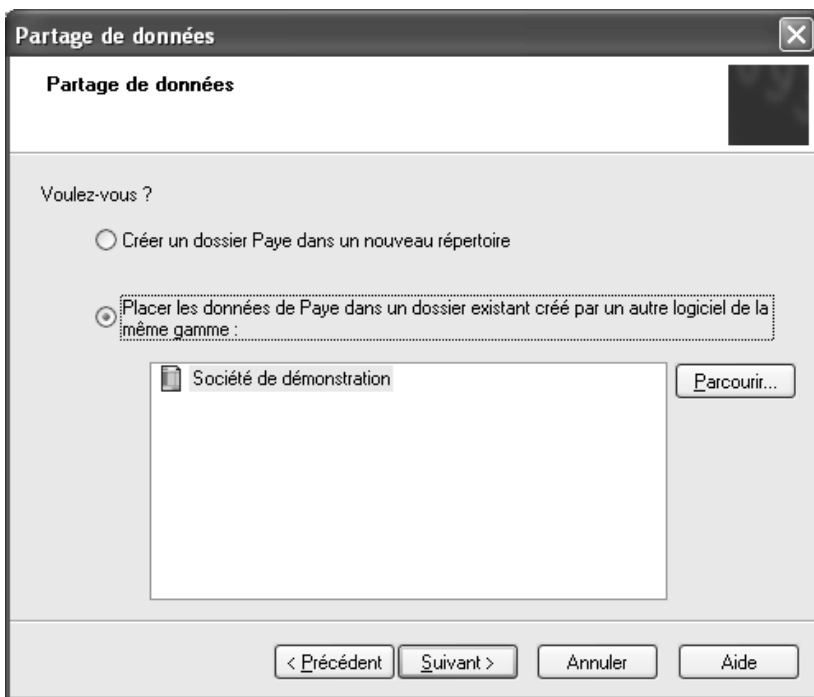 Partage de données
Partage de données
Voulez-vous ?
Créer un dossier Paye dans un nouveau répertoire
Placer les données de Paye dans un dossier existant créé par un autre logiciel de la
même gamme :
Société de démonstration
Parcourir...
< Précédent
Suivant >
Annuler
Aide